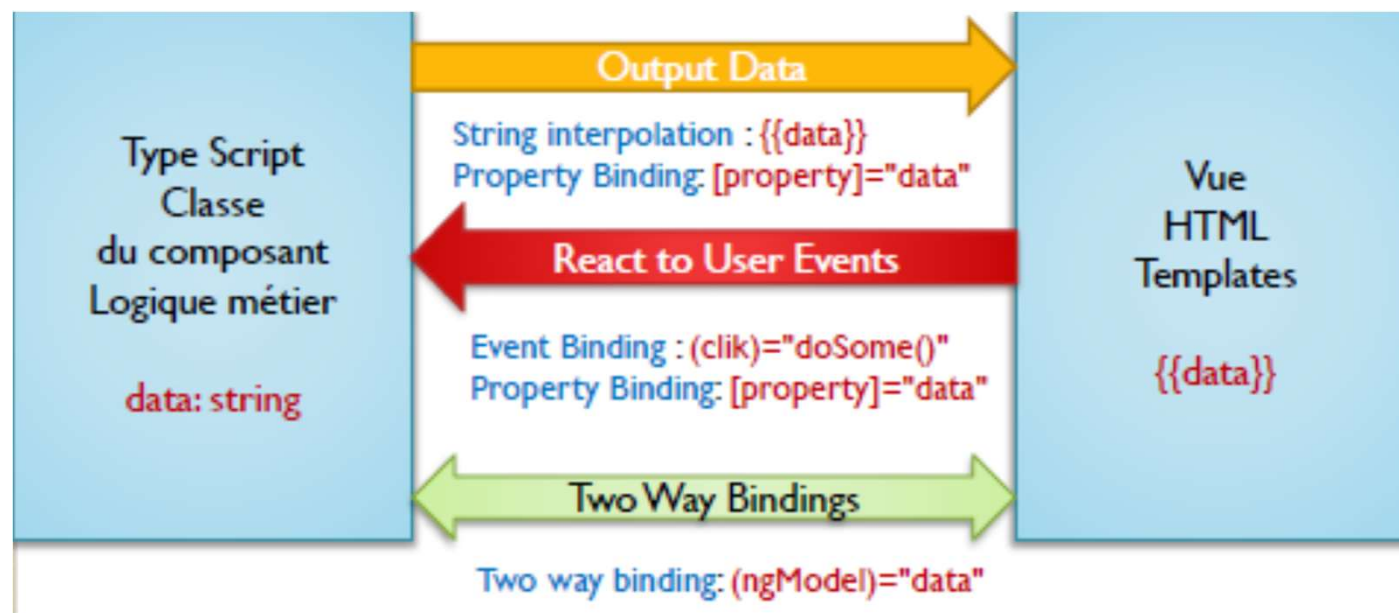 Type Script
Classe
du composant
Logique métier
data: string
Output Data
String interpolation : {{data}}
Property Binding: [property]="data"
React to User Events
Event Binding : (clik)="doSome()"
Property Binding: [property]="data"
Two Way Bindings
Two way binding: (ngModel)="data"
Vue
HTML
Templates
{{data}}